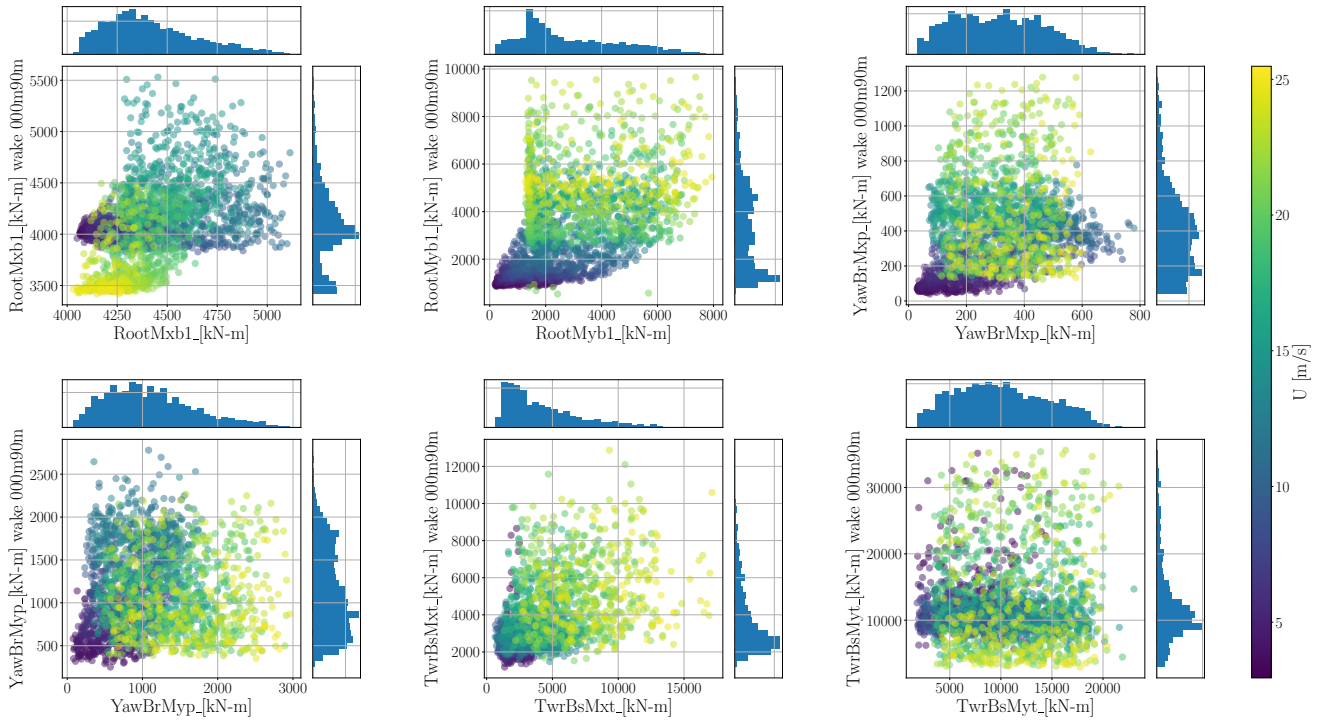 RootMxb1_[kN-m] wake 000m90m
5500
5000
4500
4000
3500
4000 4250 4500 4750 5000
RootMxb1_[kN-m]
RootMyb1_[kN-m] wake 000m90m
10000
8000
6000
4000
2000
0 2000 4000 6000 8000
RootMyb1_[kN-m]
YawBrMxp_[kN-m] wake 000m90m
1200
1000
800
600
400
200
0
0 200 400 600 800
YawBrMxp_[kN-m]
YawBrMyp_[kN-m] wake 000m90m
2500
2000
1500
1000
500
0 1000 2000 3000
YawBrMyp_[kN-m]
TwrBsMxt_[kN-m] wake 000m90m
12000
10000
8000
6000
4000
2000
0 5000 10000 15000
TwrBsMxt_[kN-m]
TwrBsMyt_[kN-m] wake 000m90m
30000
20000
10000
5000 10000 15000 20000
TwrBsMyt_[kN-m]
25
20
15
10
5
U [m/s]